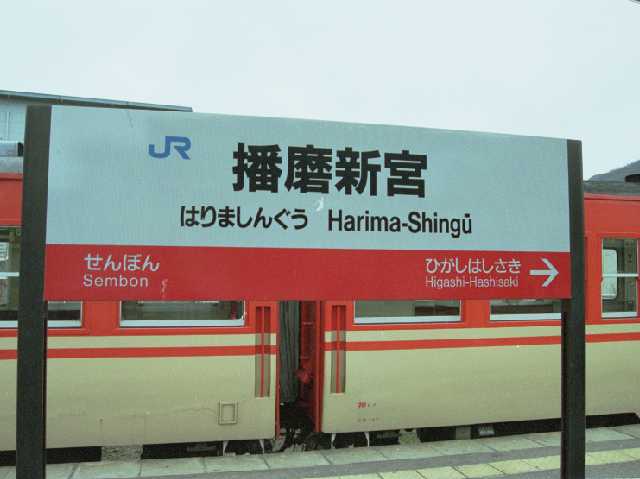 JR
播磨新宮
はりましんぐう Harima-Shingū
せんぼん
Sembon
ひがしはしさき
Higashi-Hashisaki